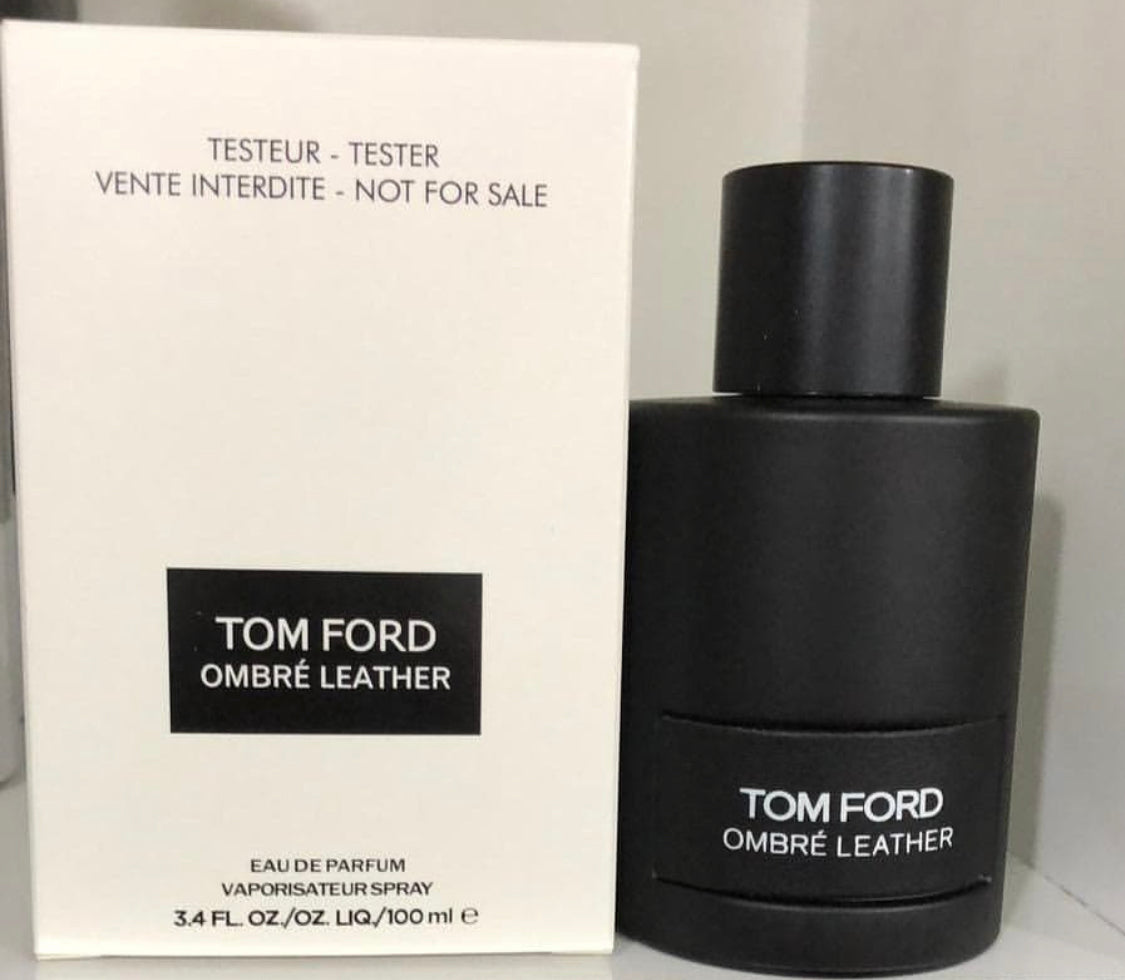 TESTEUR - TESTER
VENTE INTERDITE - NOT FOR SALE
TOM FORD
OMBRÉ LEATHER
EAU DE PARFUM
VAPORISATEUR SPRAY
3.4 FL. OZ./OZ. LIQ./100 ml ℮
TOM FORD
OMBRÉ LEATHER